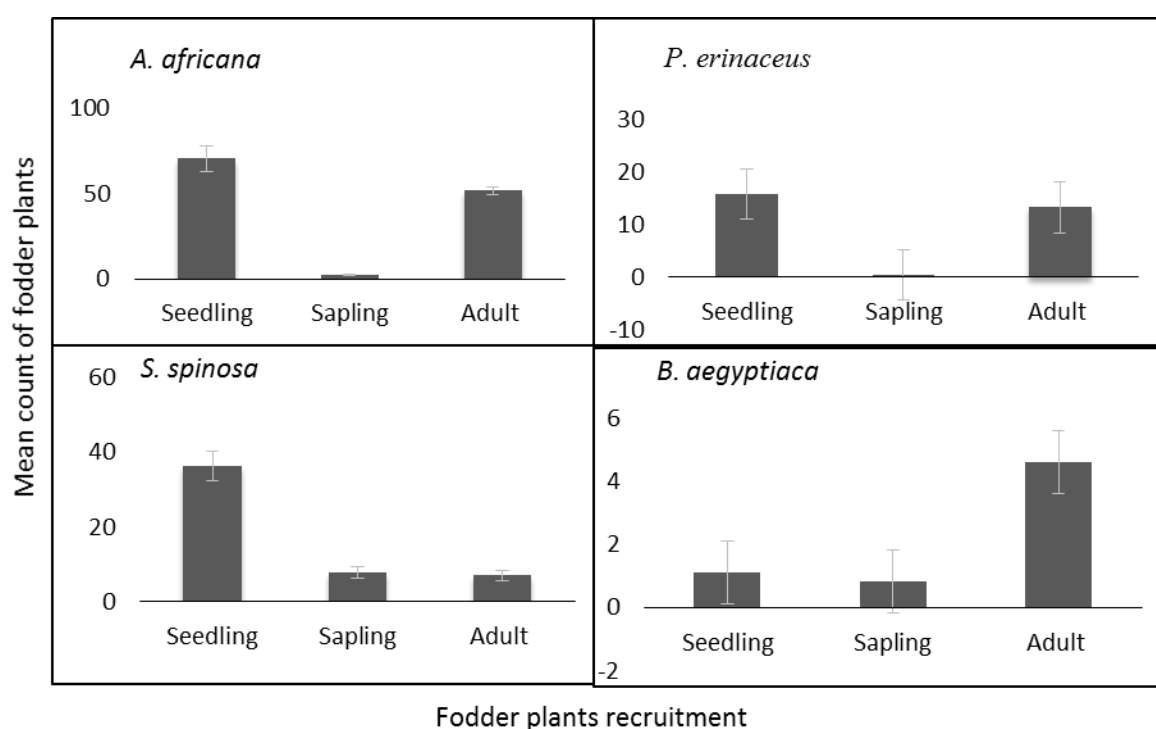 Mean count of fodder plants
A. africana
100
50
0
Seedling Sapling Adult
P. erinaceus
30
20
10
0
-10
Seedling Sapling Adult
S. spinosa
60
40
20
0
Seedling Sapling Adult
B. aegyptiaca
6
4
2
0
-2
Seedling Sapling Adult
Fodder plants recruitment